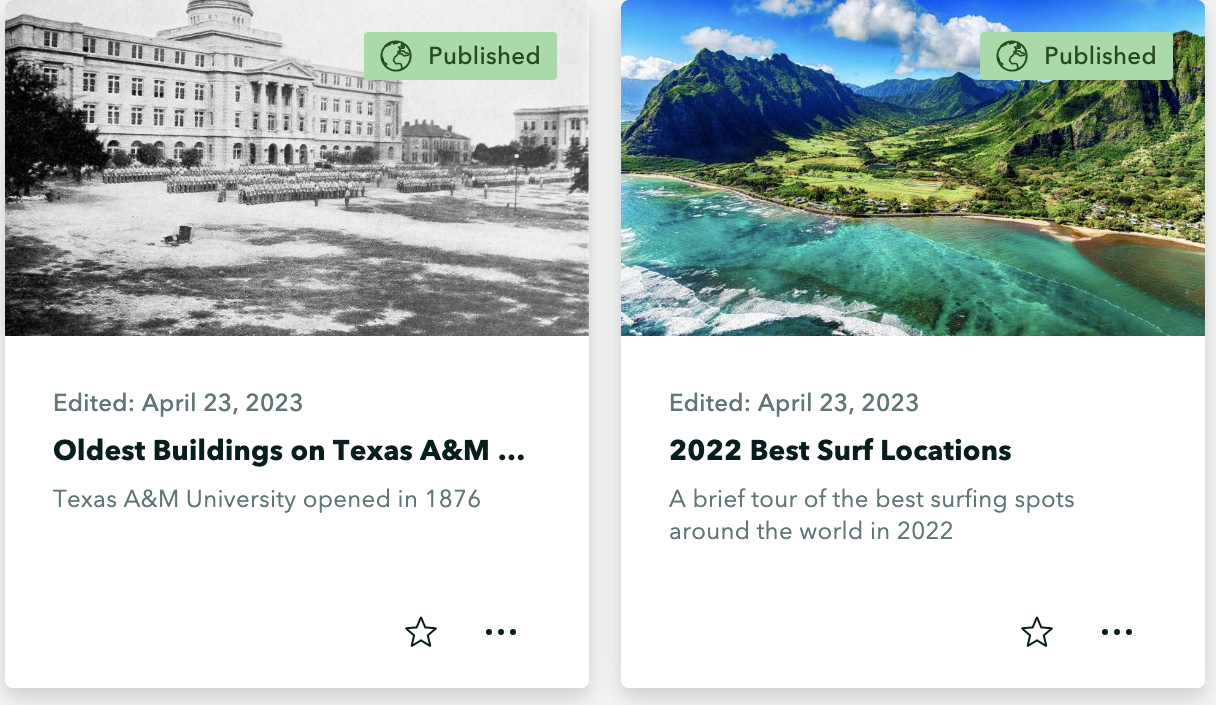 Published
Edited: April 23, 2023
Oldest Buildings on Texas A&M ...
Texas A&M University opened in 1876
Published
Edited: April 23, 2023
2022 Best Surf Locations
A brief tour of the best surfing spots
around the world in 2022